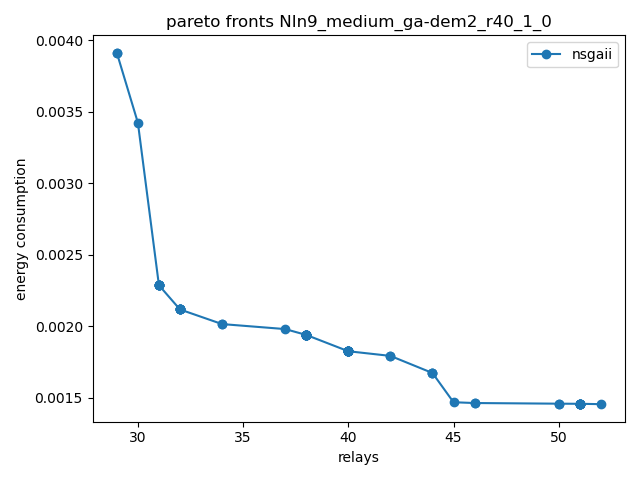 pareto fronts NIn9_medium_ga-dem2_r40_1_0
nsgaii
0.0040
0.0035
0.0030
0.0025
0.0020
0.0015
energy consumption
30
35
40
45
50
relays